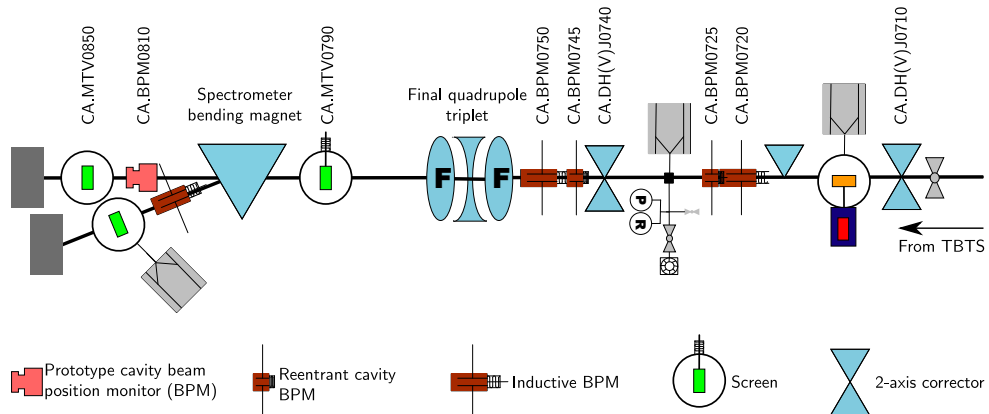 CA.MTV0850
CA.BPM0810
Spectrometer
bending magnet
CA.MTV0790
Final quadrupole
triplet
CA.BPM0750
CA.BPM0745
CA.DH(V)J0740
CA.BPM0725
CA.BPM0720
CA.DH(V)J0710
F
F
P
R
From TBTS
Prototype cavity beam
position monitor (BPM)
Reentrant cavity
BPM
Inductive BPM
Screen
2-axis corrector